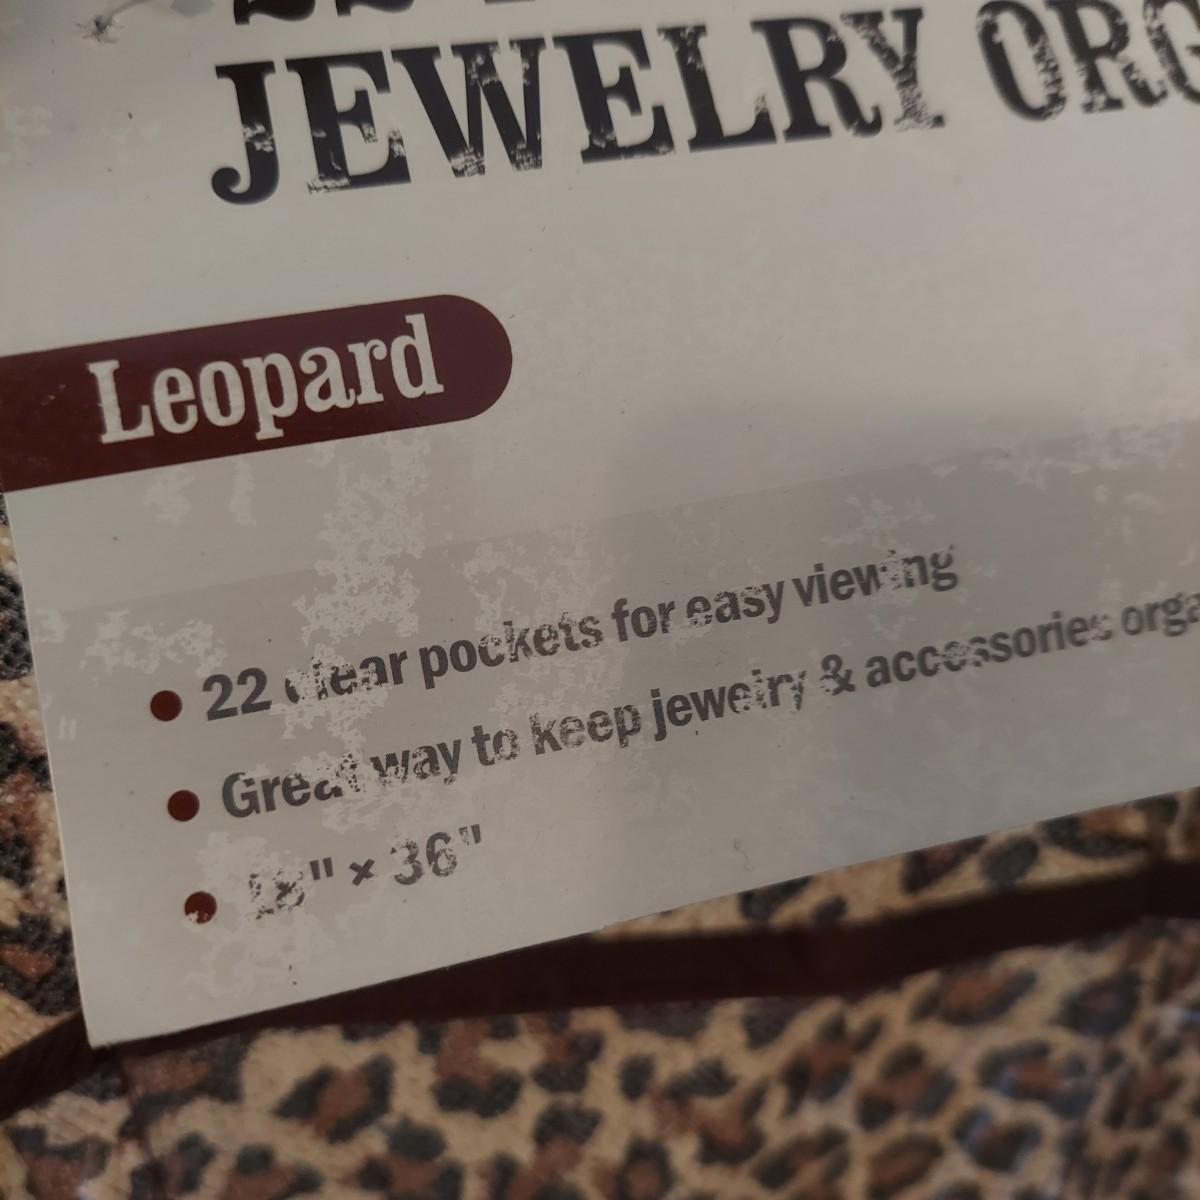 JEWELRY ORG
Leopard
• 22 clear pockets for easy viewing
• Great way to keep jewelry & accessories orga
• 18" × 36"